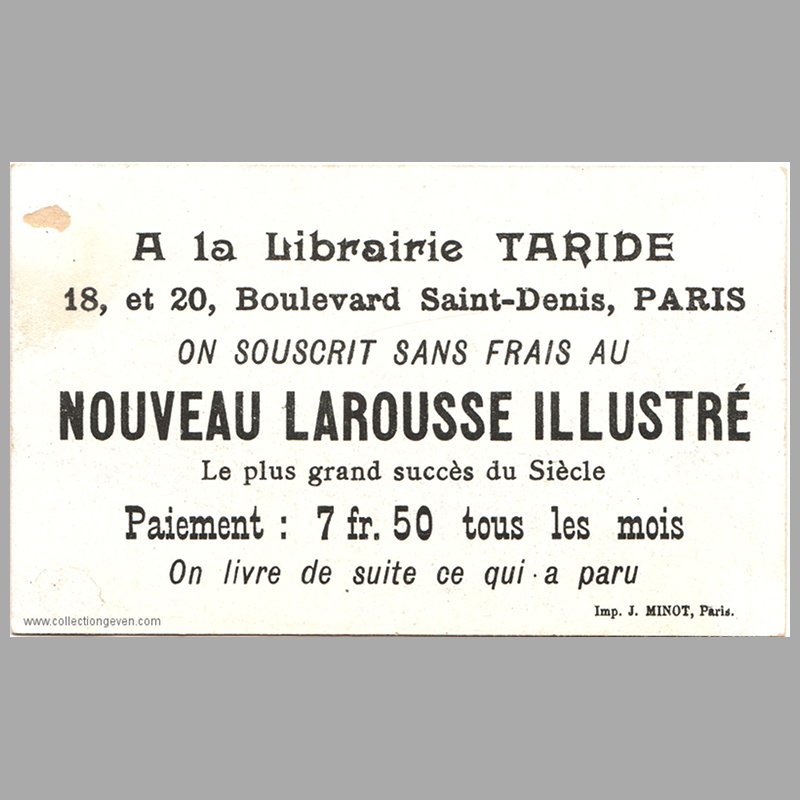 A la Librairie TARIDE
18, et 20, Boulevard Saint-Denis, PARIS
ON SOUSCRIT SANS FRAIS AU
NOUVEAU LAROUSSE ILLUSTRÉ
Le plus grand succès du Siècle
Paiement : 7 fr. 50 tous les mois
On livre de suite ce qui a paru
Imp. J. MINOT, Paris.
www.collectiongeven.com